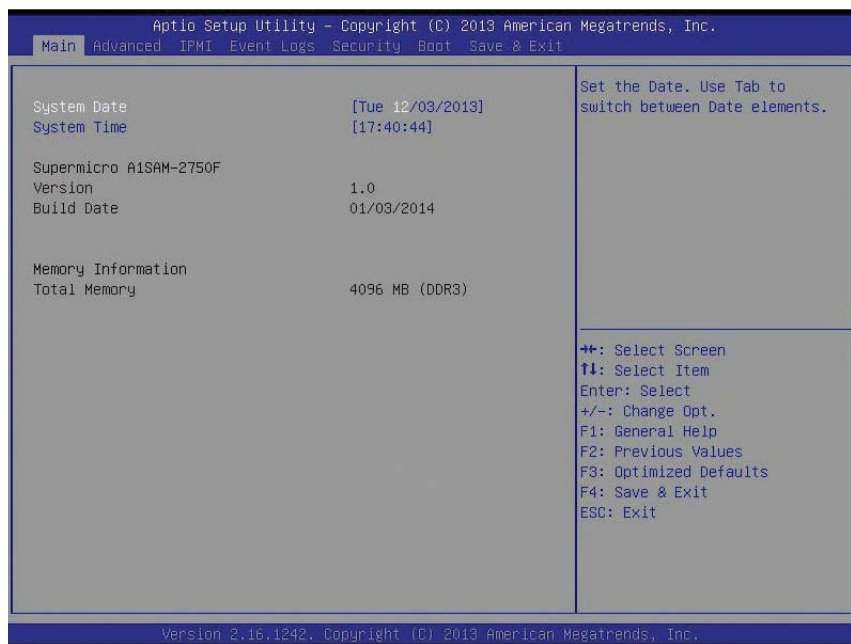 Aptio Setup Utility – Copyright (C) 2013 American Megatrends, Inc.
Main Advanced IPMI Event Logs Security Boot Save & Exit
System Date [Tue 12/03/2013]
System Time [17:40:44]
Supermicro A1SAM-2750F
Version 1.0
Build Date 01/03/2014
Memory Information
Total Memory 4096 MB (DDR3)
Set the Date. Use Tab to
switch between Date elements.
→←: Select Screen
↑↓: Select Item
Enter: Select
+/-: Change Opt.
F1: General Help
F2: Previous Values
F3: Optimized Defaults
F4: Save & Exit
ESC: Exit
Version 2.16.1242. Copyright (C) 2013 American Megatrends, Inc.